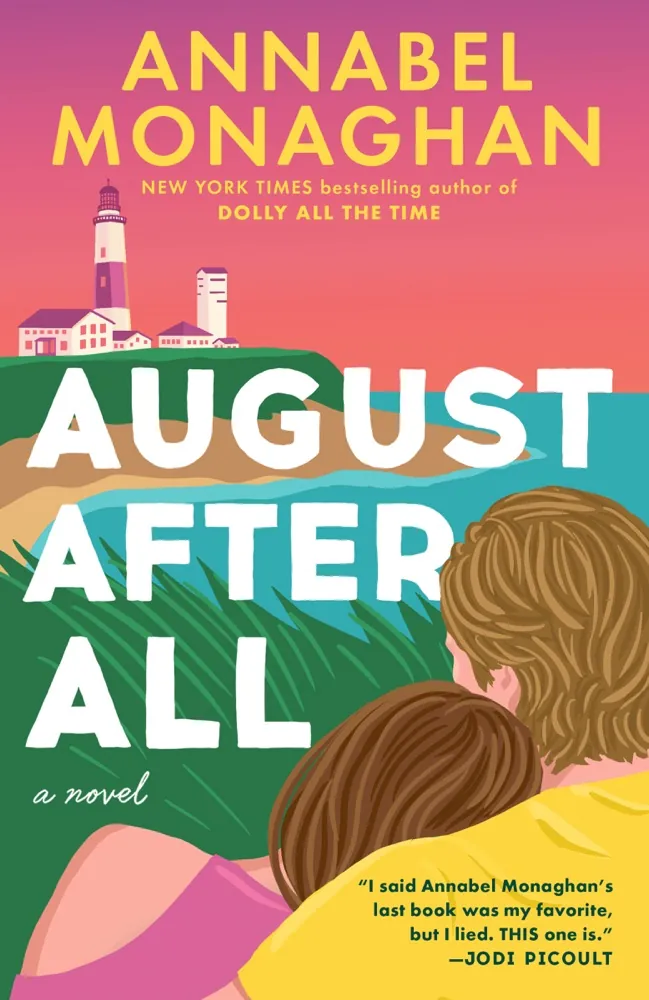 ANNABEL
MONAGHAN
NEW YORK TIMES bestselling author of
DOLLY ALL THE TIME
AUGUST
AFTER
ALL
a novel
“I said Annabel Monaghan’s
last book was my favorite,
but I lied. THIS one is.”
—JODI PICOULT